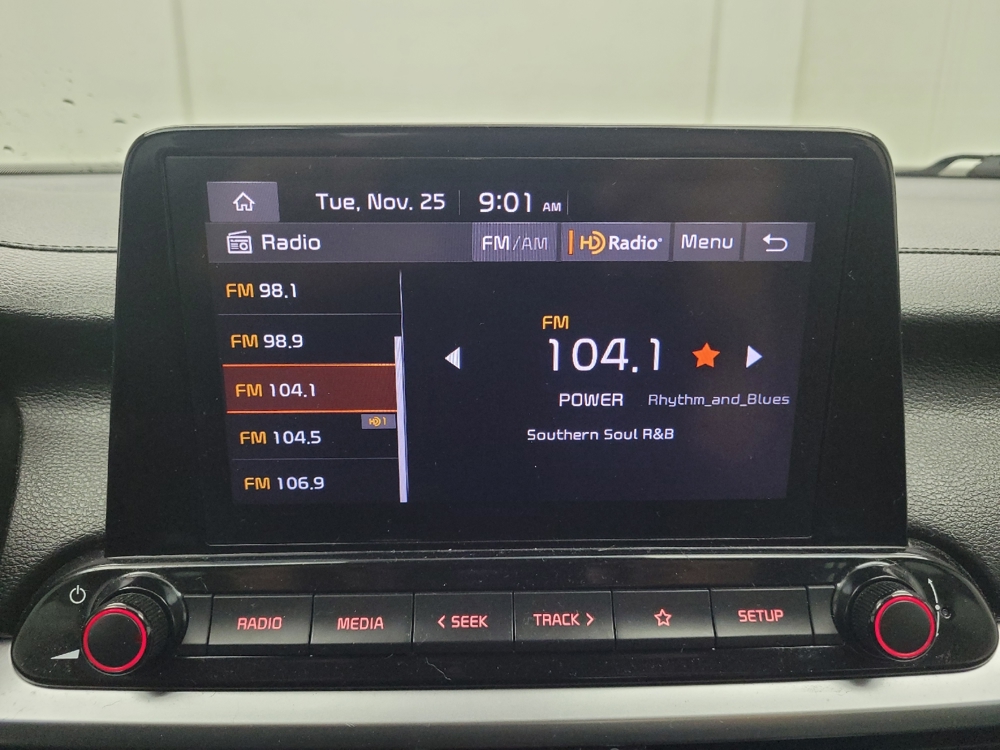 Tue, Nov. 25 9:01 AM
Radio FM/AM HD Radio® Menu
FM 98.1
FM 98.9
FM 104.1
HD1
FM 104.5
FM 106.9
FM
104.1
POWER Rhythm_and_Blues
Southern Soul R&B
RADIO MEDIA < SEEK TRACK > SETUP